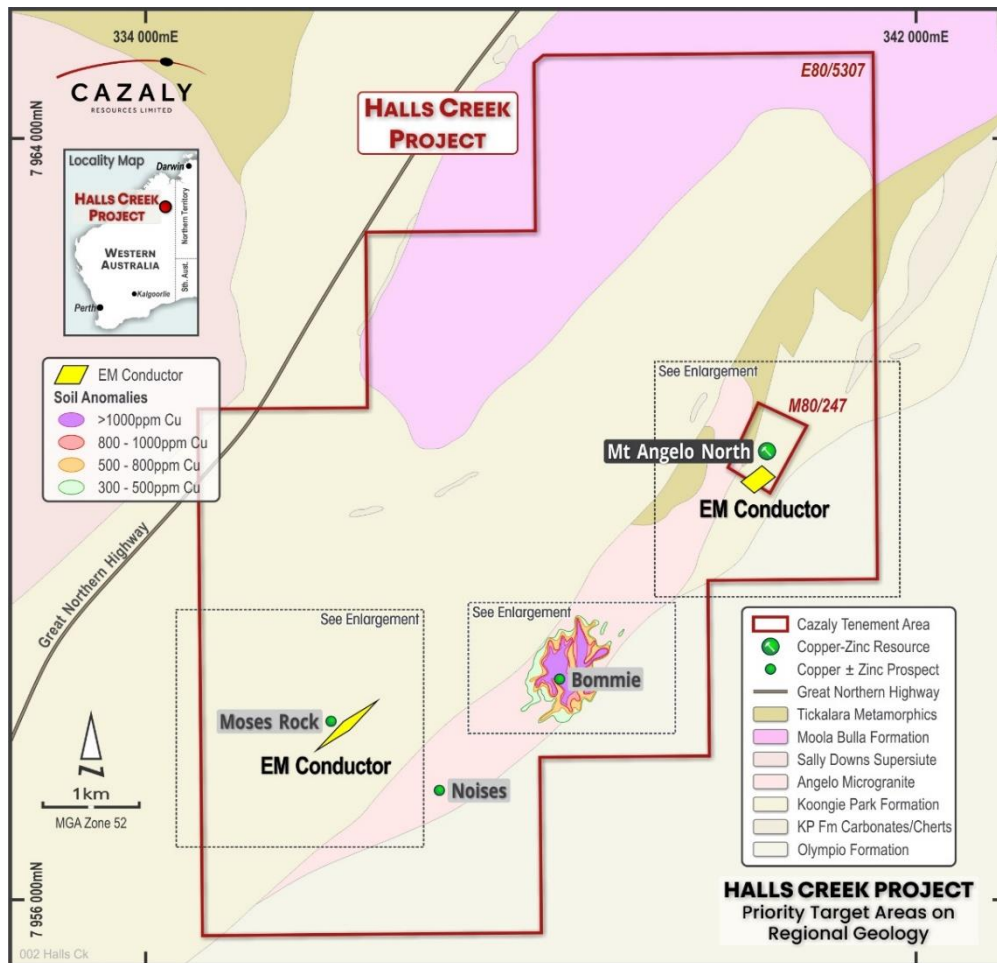 334 000mE
342 000mE
7 964 000mN
7 956 000mN
CAZALY
RESOURCES LIMITED
HALLS CREEK
PROJECT
E80/5307
Locality Map
Darwin
HALLS CREEK
PROJECT
Northern Territory
WESTERN
AUSTRALIA
Sth. Aust.
Kalgoorlie
Perth
EM Conductor
Soil Anomalies
>1000ppm Cu
800 - 1000ppm Cu
500 - 800ppm Cu
300 - 500ppm Cu
Great Northern Highway
See Enlargement
M80/247
Mt Angelo North
EM Conductor
See Enlargement
Bommie
See Enlargement
Moses Rock
EM Conductor
Noises
N
1km
MGA Zone 52
Cazaly Tenement Area
Copper-Zinc Resource
Copper ± Zinc Prospect
Great Northern Highway
Tickalara Metamorphics
Moola Bulla Formation
Sally Downs Supersiute
Angelo Microgranite
Koongie Park Formation
KP Fm Carbonates/Cherts
Olympio Formation
HALLS CREEK PROJECT
Priority Target Areas on
Regional Geology
002 Halls Ck